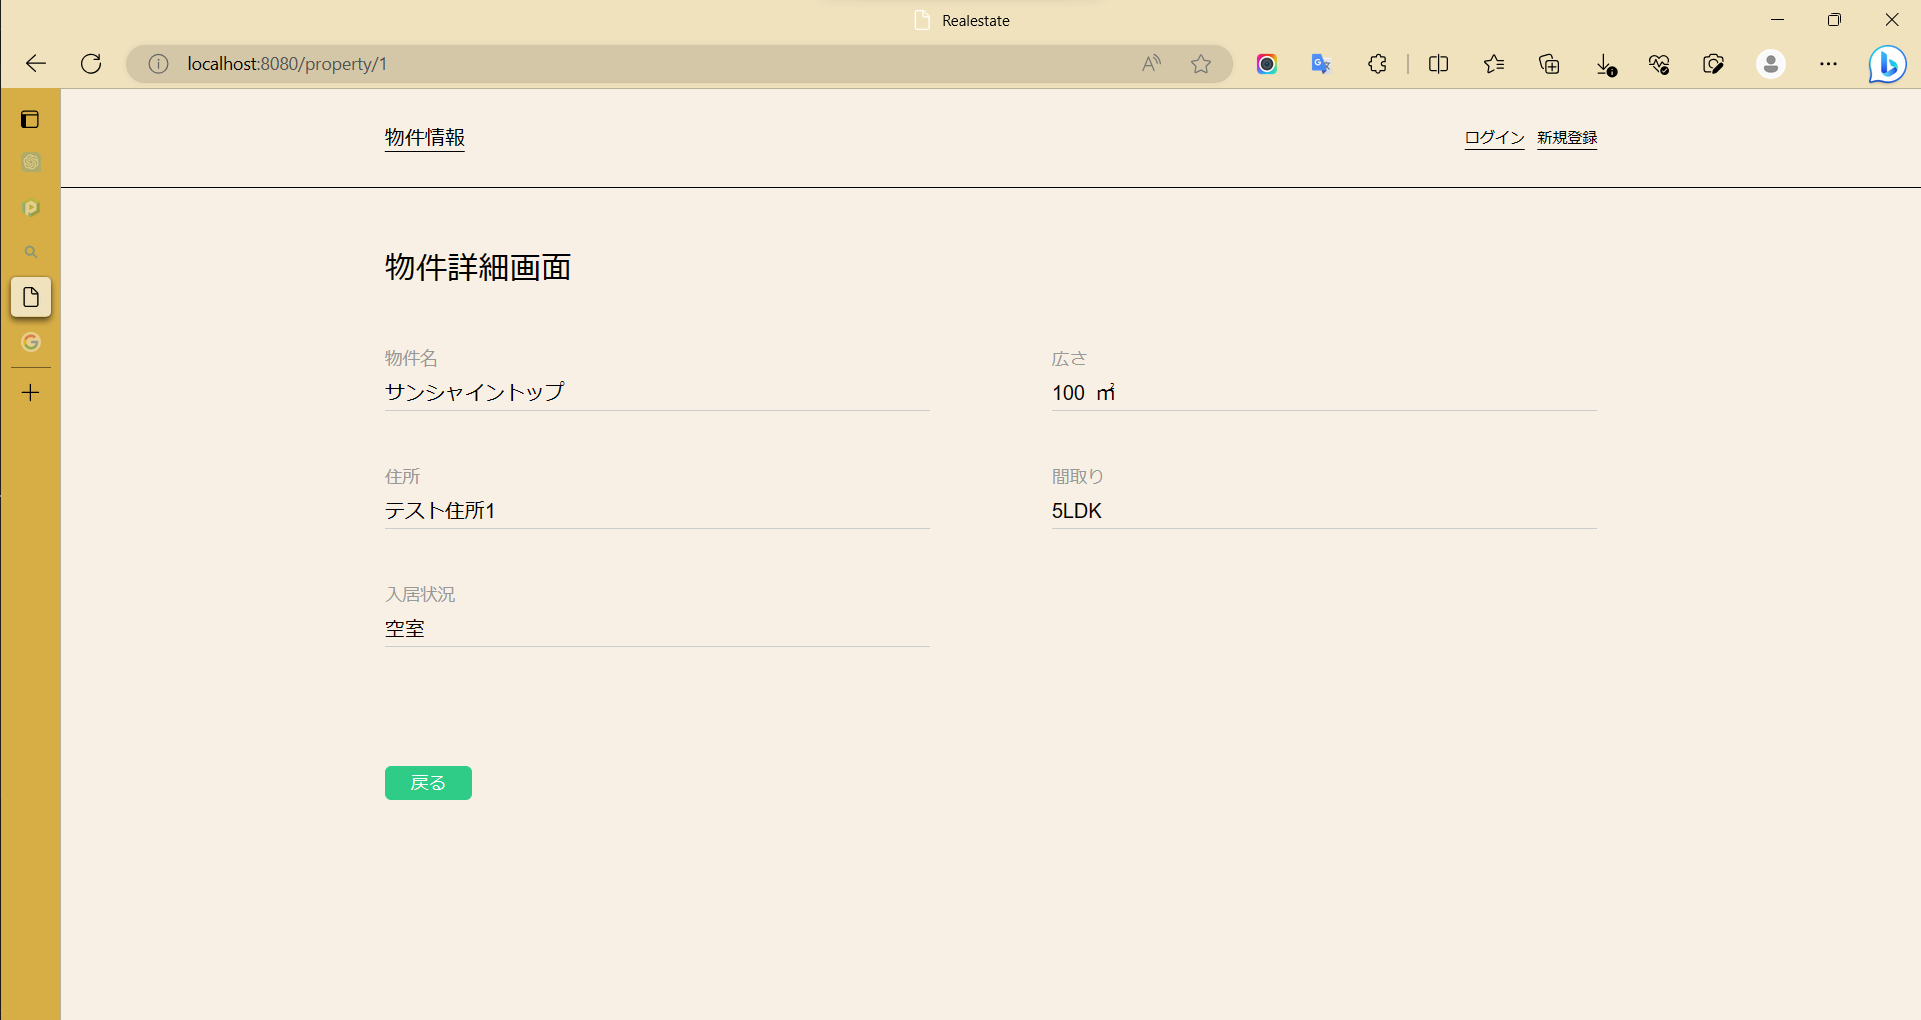 Realestate
localhost:8080/property/1
物件情報
ログイン 新規登録
物件詳細画面
物件名
サンシャイントップ
広さ
100 ㎡
住所
テスト住所1
間取り
5LDK
入居状況
空室
戻る